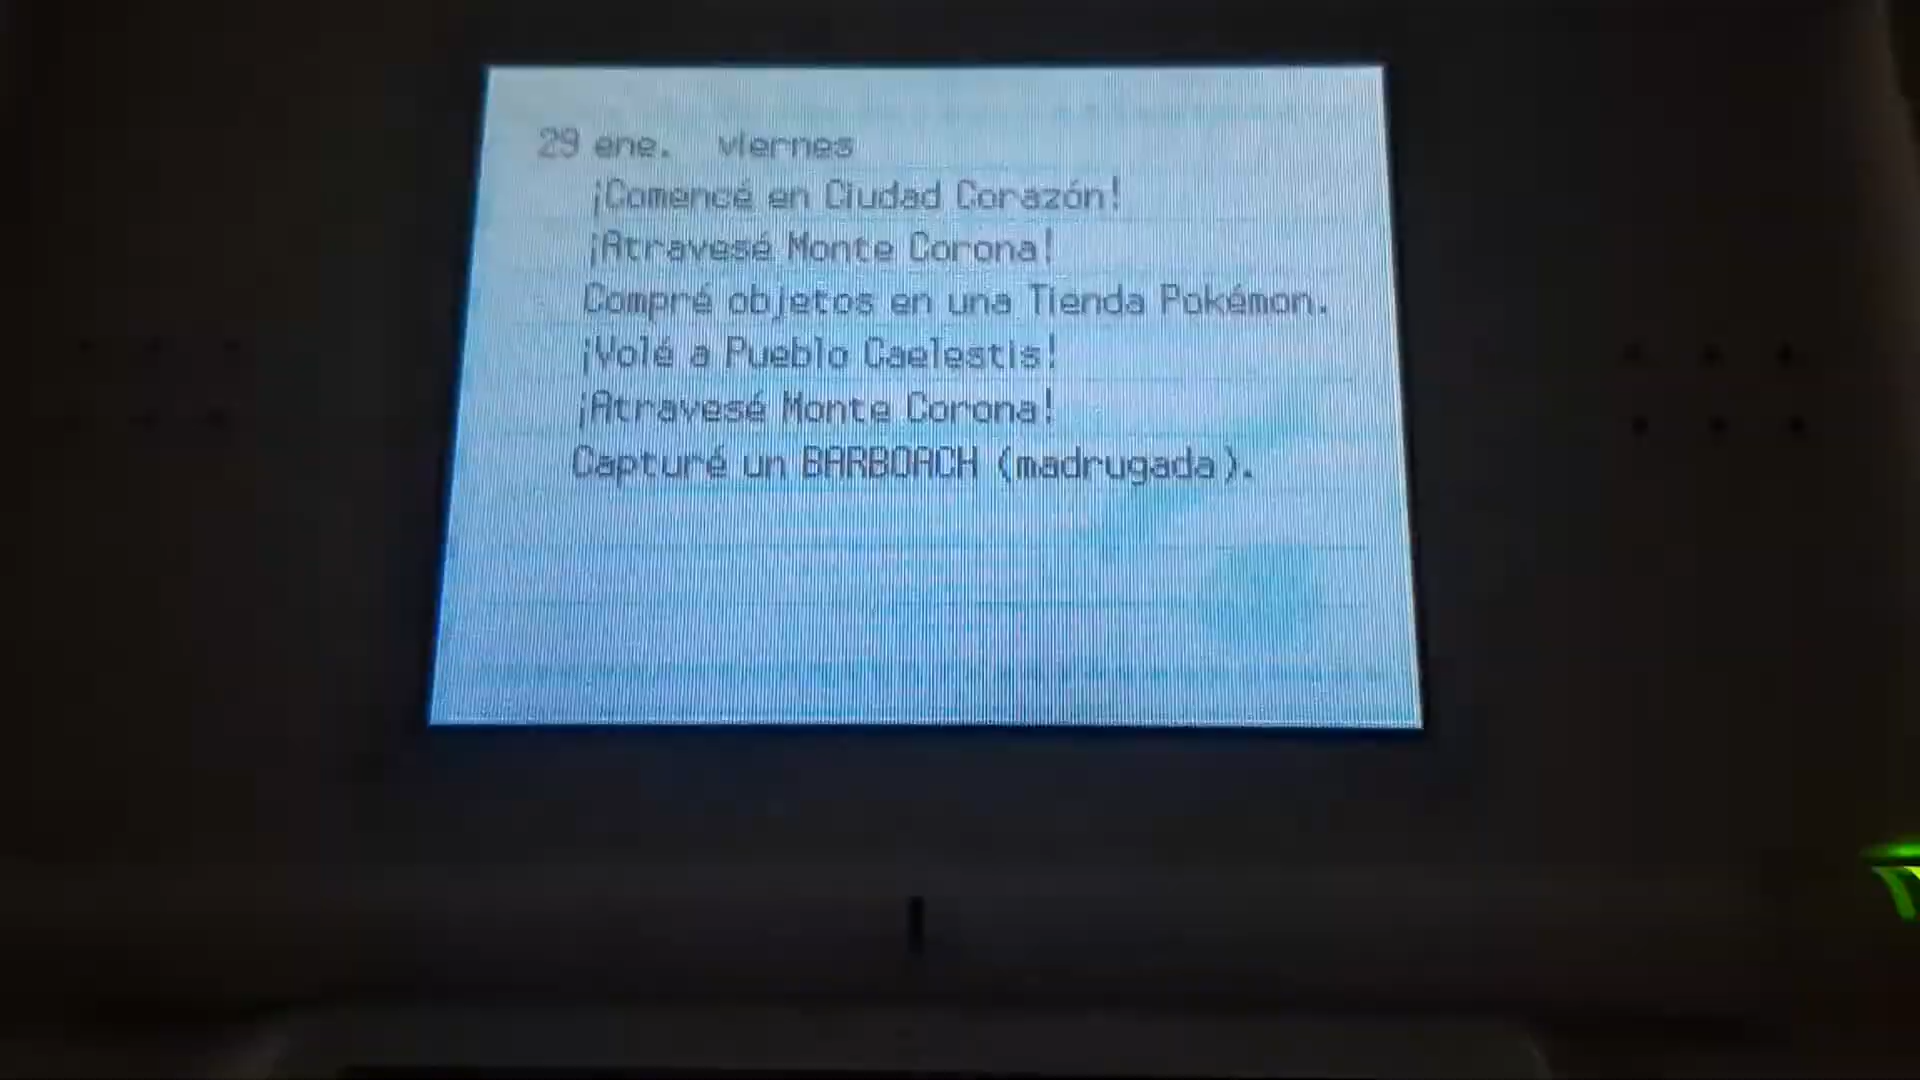 29 ene. viernes
¡Comencé en Ciudad Corazón!
¡Atravesé Monte Corona!
Compré objetos en una Tienda Pokémon.
¡Volé a Pueblo Caelestis!
¡Atravesé Monte Corona!
Capturé un BARBOACH (madrugada).